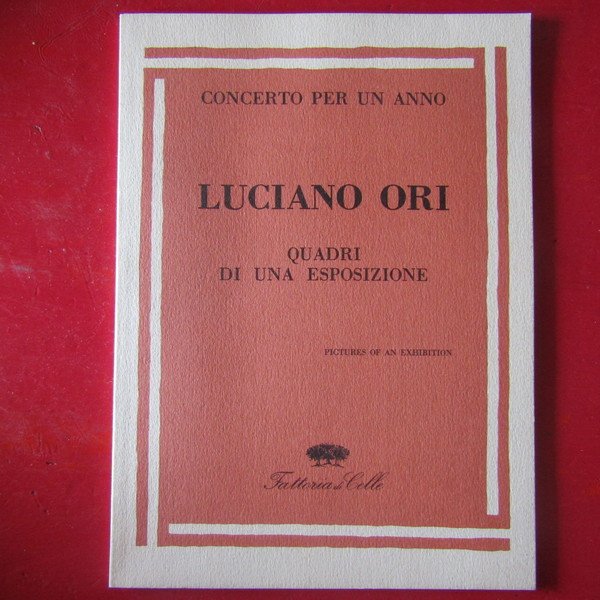 CONCERTO PER UN ANNO
LUCIANO ORI
QUADRI
DI UNA ESPOSIZIONE
PICTURES OF AN EXHIBITION
Fattoria di Celle